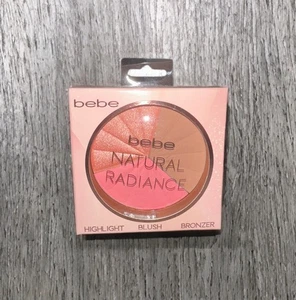 bebe
bebe
NATURAL
RADIANCE
HIGHLIGHT BLUSH BRONZER